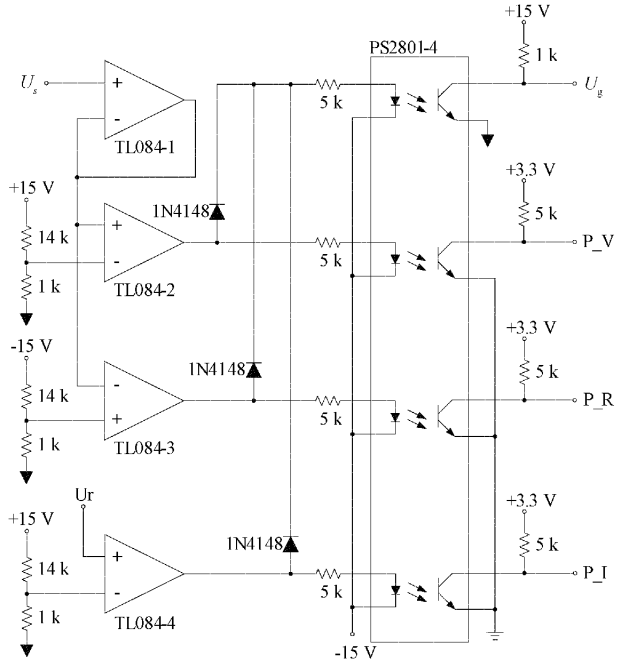 +15 V
PS2801-4
1 k
Us
+
-
5 k
Ug
TL084-1
+15 V
1N4148
+3.3 V
14 k
+
5 k
-
5 k
P_V
1 k
TL084-2
-15 V
+3.3 V
1N4148
5 k
14 k
-
+
5 k
P_R
1 k
TL084-3
Ur
+15 V
+3.3 V
1N4148
+
5 k
14 k
-
5 k
P_I
1 k
TL084-4
-15 V